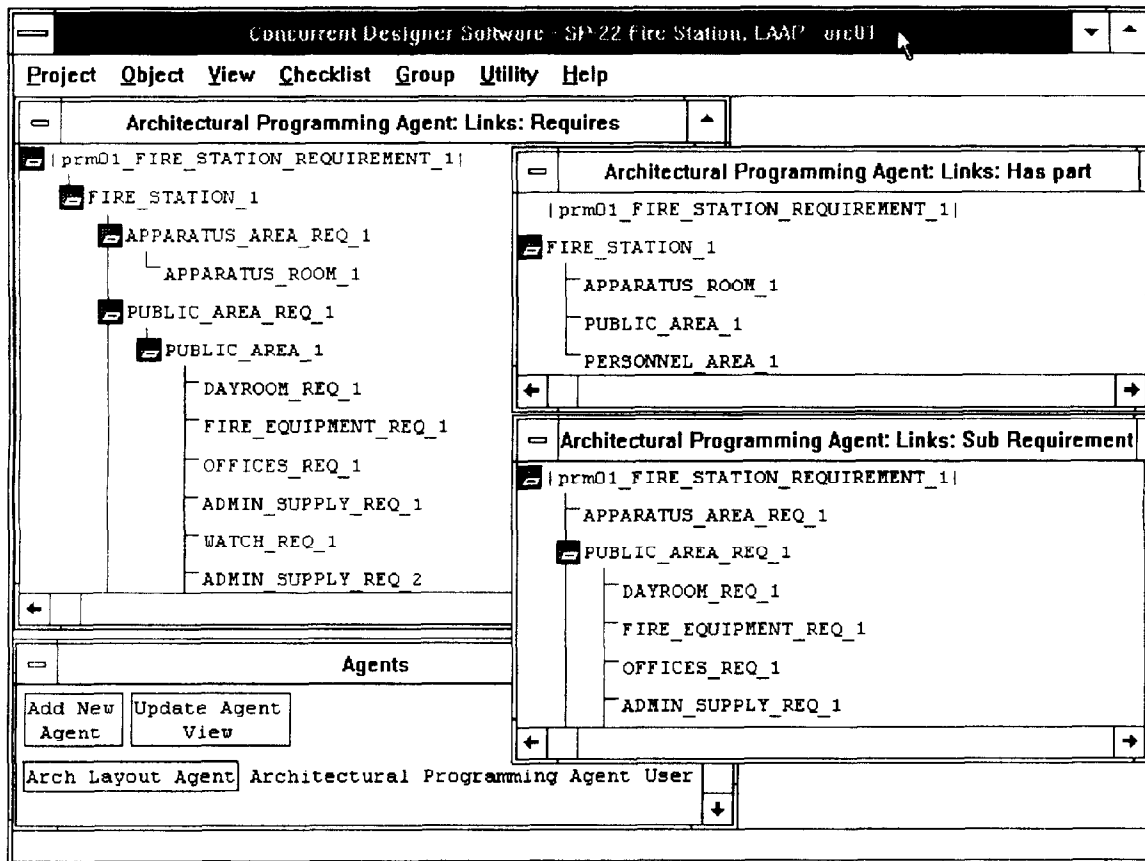 Concurrent Designer Software - SP-22 Fire Station, LAAP arc01
Project Object View Checklist Group Utility Help
Architectural Programming Agent: Links: Requires
|prm01_FIRE_STATION_REQUIREMENT_1|
FIRE_STATION_1
APPARATUS_AREA_REQ_1
APPARATUS_ROOM_1
PUBLIC_AREA_REQ_1
PUBLIC_AREA_1
DAYROOM_REQ_1
FIRE_EQUIPMENT_REQ_1
OFFICES_REQ_1
ADMIN_SUPPLY_REQ_1
WATCH_REQ_1
ADMIN_SUPPLY_REQ_2
Architectural Programming Agent: Links: Has part
|prm01_FIRE_STATION_REQUIREMENT_1|
FIRE_STATION_1
APPARATUS_ROOM_1
PUBLIC_AREA_1
PERSONNEL_AREA_1
Architectural Programming Agent: Links: Sub Requirement
|prm01_FIRE_STATION_REQUIREMENT_1|
APPARATUS_AREA_REQ_1
PUBLIC_AREA_REQ_1
DAYROOM_REQ_1
FIRE_EQUIPMENT_REQ_1
OFFICES_REQ_1
ADMIN_SUPPLY_REQ_1
Agents
Add New
Agent
Update Agent
View
Arch Layout Agent Architectural Programming Agent User